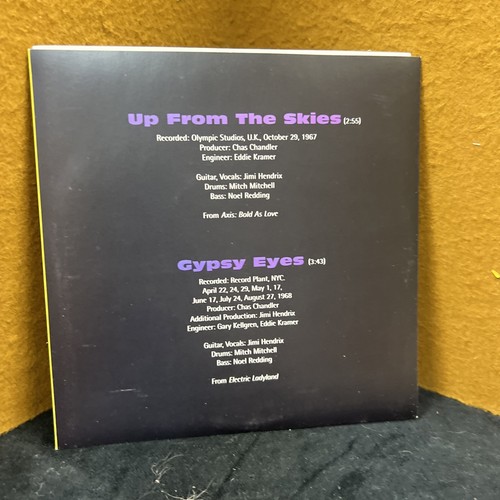 Up From The Skies (2:55)
Recorded: Olympic Studios, U.K., October 29, 1967
Producer: Chas Chandler
Engineer: Eddie Kramer
Guitar, Vocals: Jimi Hendrix
Drums: Mitch Mitchell
Bass: Noel Redding
From Axis: Bold As Love
Gypsy Eyes (3:43)
Recorded: Record Plant, NYC.
April 22, 24, 29, May 1, 17,
June 17, July 24, August 27, 1968
Producer: Chas Chandler
Additional Production: Jimi Hendrix
Engineer: Gary Kellgren, Eddie Kramer
Guitar, Vocals: Jimi Hendrix
Drums: Mitch Mitchell
Bass: Noel Redding
From Electric Ladyland